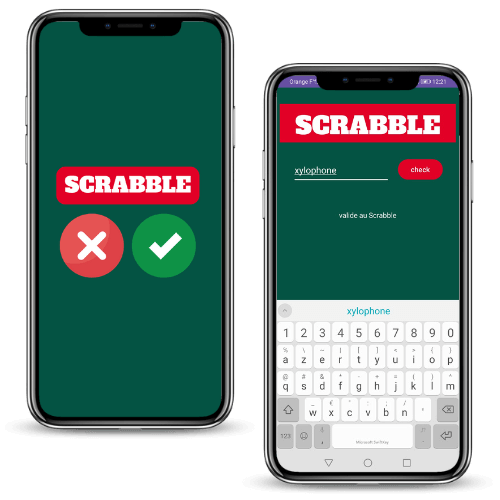 SCRABBLE
Orange F
12:21
SCRABBLE
xylophone
check
valide au Scrabble
xylophone
1 2 3 4 5 6 7 8 9 0
a z e r t y u i o p
q s d f g h j k l m
w x c v b n '
123
Microsoft SwiftKey